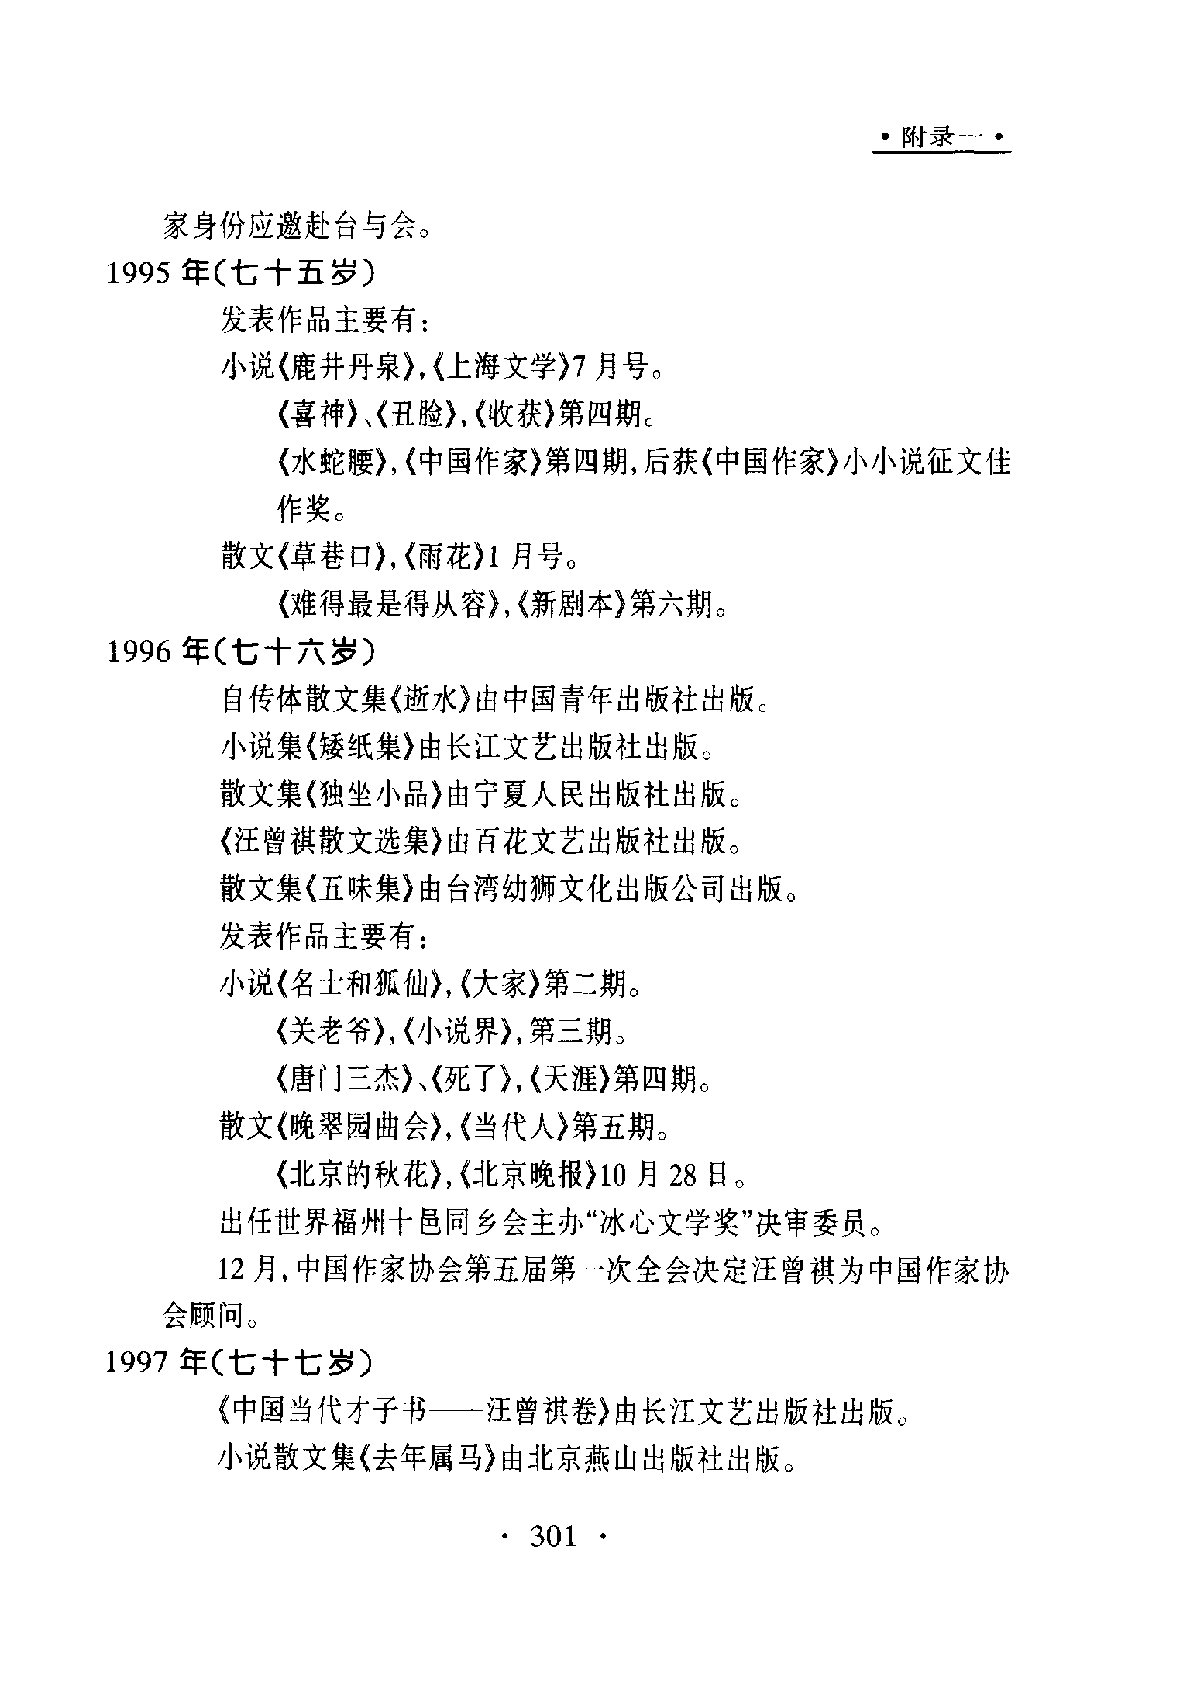 ·附录一·
家身份应邀赴台与会。
1995 年(七十五岁)
发表作品主要有:
小说《鹿井丹泉》,《上海文学》7 月号。
《喜神》、《丑脸》,《收获》第四期。
《水蛇腰》,《中国作家》第四期,后获《中国作家》小小说征文佳
作奖。
散文《草巷口》,《雨花》1 月号。
《难得最是得从容》,《新剧本》第六期。
1996 年(七十六岁)
自传体散文集《逝水》由中国青年出版社出版。
小说集《矮纸集》由长江文艺出版社出版。
散文集《独坐小品》由宁夏人民出版社出版。
《汪曾祺散文选集》由百花文艺出版社出版。
散文集《五味集》由台湾幼狮文化出版公司出版。
发表作品主要有:
小说《名士和狐仙》,《大家》第二期。
《关老爷》,《小说界》,第三期。
《唐门三杰》、《死了》,《天涯》第四期。
散文《晚翠园曲会》,《当代人》第五期。
《北京的秋花》,《北京晚报》10 月 28 日。
出任世界福州十邑同乡会主办“冰心文学奖”决审委员。
12 月,中国作家协会第五届第一次全会决定汪曾祺为中国作家协
会顾问。
1997 年(七十七岁)
《中国当代才子书——汪曾祺卷》由长江文艺出版社出版。
小说散文集《去年属马》由北京燕山出版社出版。
· 301 ·